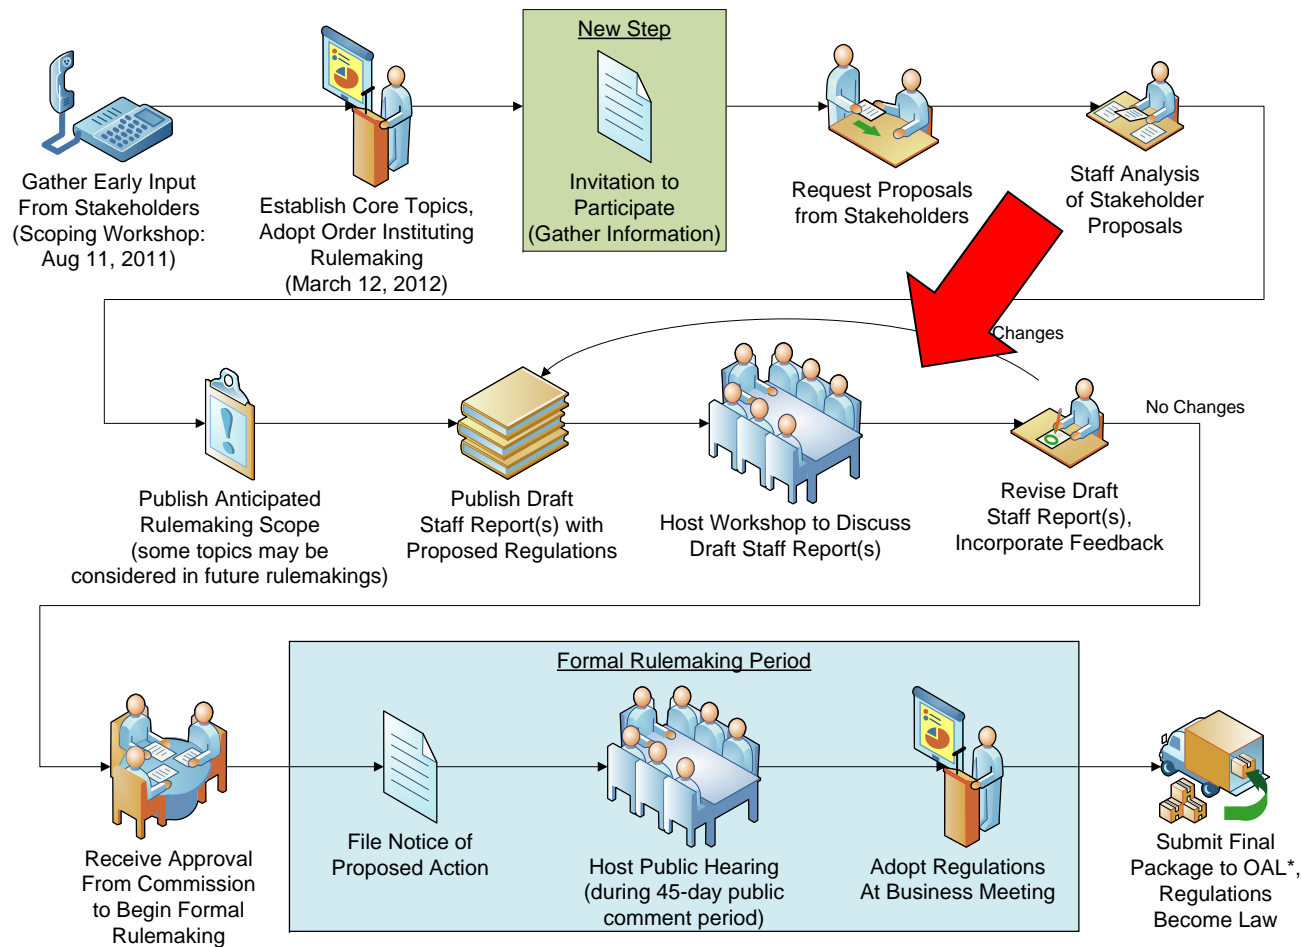 New Step
Gather Early Input
From Stakeholders
(Scoping Workshop:
Aug 11, 2011)
Establish Core Topics,
Adopt Order Instituting
Rulemaking
(March 12, 2012)
Invitation to
Participate
(Gather Information)
Request Proposals
from Stakeholders
Staff Analysis
of Stakeholder
Proposals
Changes
No Changes
Publish Anticipated
Rulemaking Scope
(some topics may be
considered in future rulemakings)
Publish Draft
Staff Report(s) with
Proposed Regulations
Host Workshop to Discuss
Draft Staff Report(s)
Revise Draft
Staff Report(s),
Incorporate Feedback
Formal Rulemaking Period
Receive Approval
From Commission
to Begin Formal
Rulemaking
File Notice of
Proposed Action
Host Public Hearing
(during 45-day public
comment period)
Adopt Regulations
At Business Meeting
Submit Final
Package to OAL*,
Regulations
Become Law